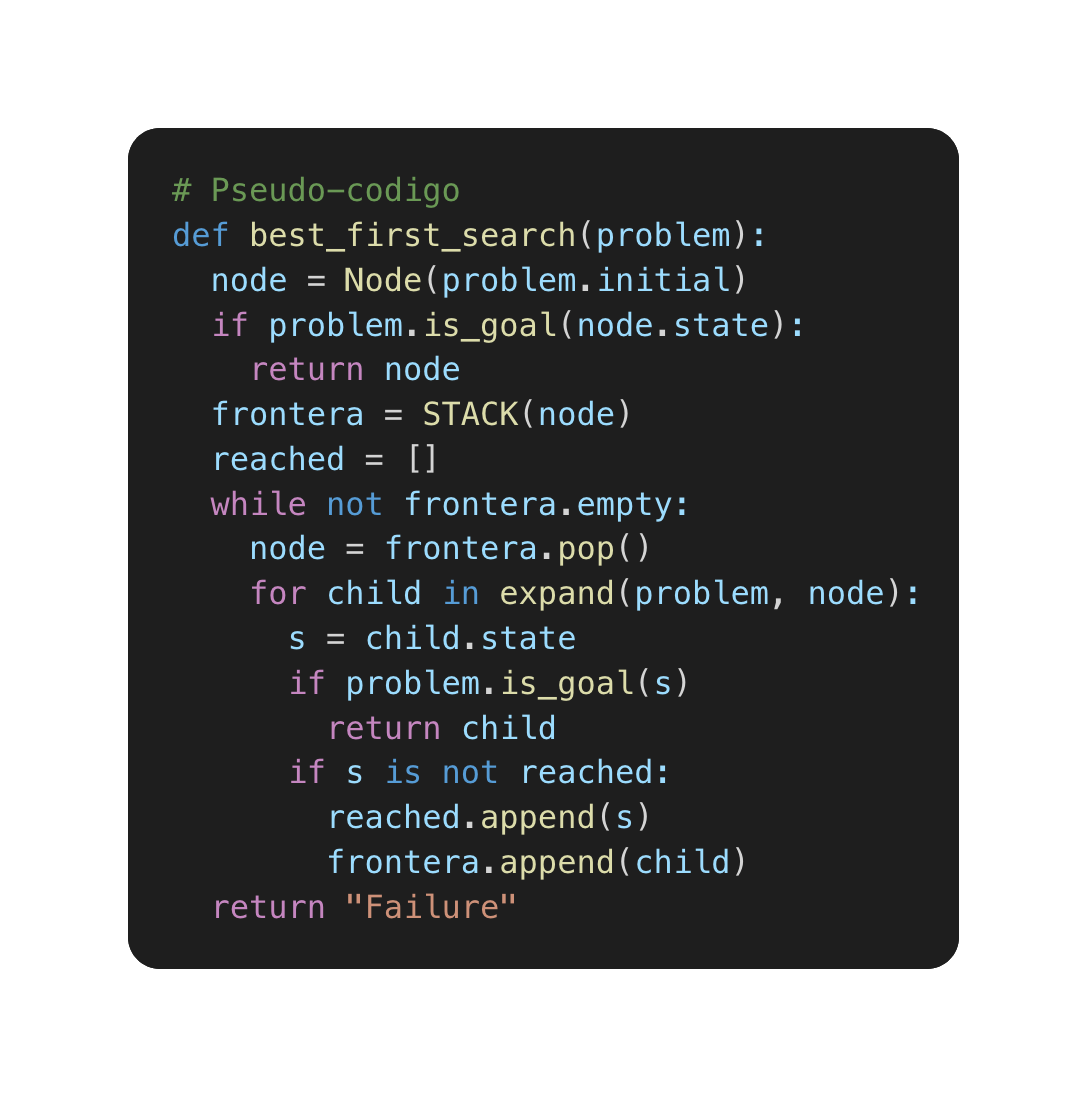 # Pseudo-codigo
def best_first_search(problem):
  node = Node(problem.initial)
  if problem.is_goal(node.state):
    return node
  frontera = STACK(node)
  reached = []
  while not frontera.empty:
    node = frontera.pop()
    for child in expand(problem, node):
      s = child.state
      if problem.is_goal(s)
        return child
      if s is not reached:
        reached.append(s)
        frontera.append(child)
  return "Failure"